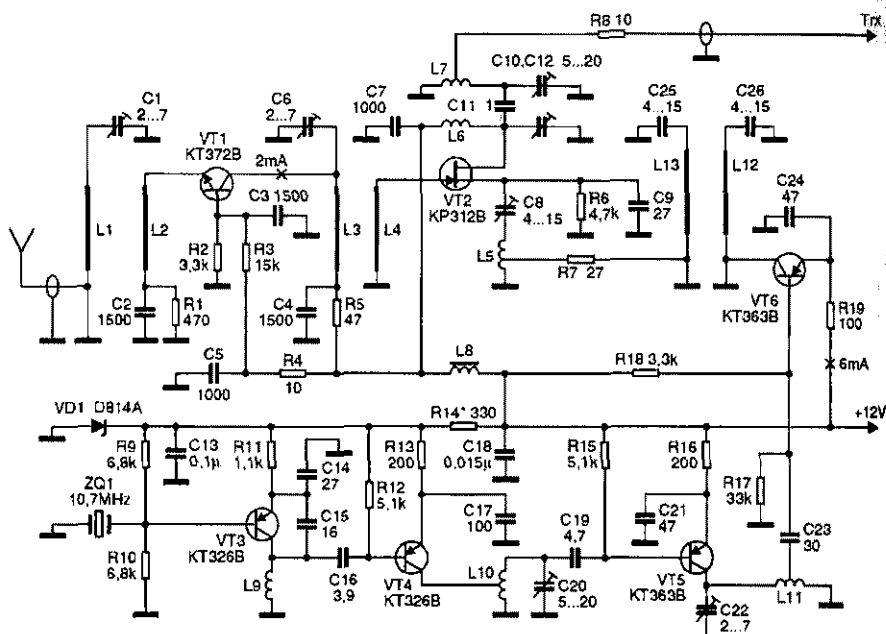 R8 10
Trx
L7
C10,C12 5...20
C11 1
C7
1000
L6
C25
4...15
C26
4...15
C1
2...7
C6
2...7
VT1
KT372B
2mA
C3 1500
VT2
KP312B
C8
4...15
R6
4,7k
C9
27
L13
L12
C24
47
L1
L2
R2
3,3k
R3
15k
L3
L4
L5
R7 27
VT6
KT363B
R19
100
6mA
C2
1500
R1
470
C4
1500
R5
47
C5
1000
R4
10
L8
R18 3,3k
VD1 D814A
R14* 330
+12V
R9
6,8k
C13
0,1µ
R11
1,1k
C14
27
R12
5,1k
R13
200
C18
0,015µ
R15
5,1k
R16
200
R17
33k
ZQ1
10,7MHz
C15
16
C17
100
C19
4,7
C21
47
C23
30
VT3
KT326B
R10
6,8k
L9
C16
3,9
VT4
KT326B
L10
C20
5...20
VT5
KT363B
C22
2...7
L11